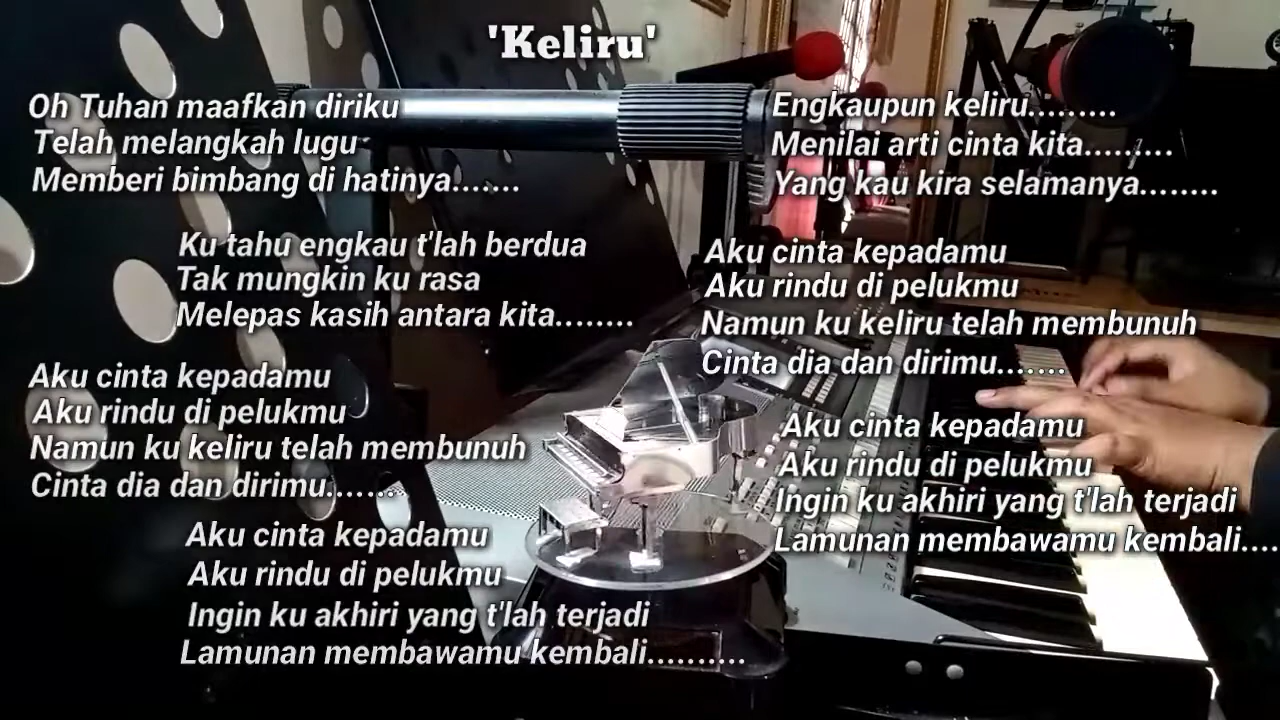 'Keliru'
Oh Tuhan maafkan diriku
Telah melangkah lugu
Memberi bimbang di hatinya.......
Ku tahu engkau t'lah berdua
Tak mungkin ku rasa
Melepas kasih antara kita........
Aku cinta kepadamu
Aku rindu di pelukmu
Namun ku keliru telah membunuh
Cinta dia dan dirimu.......
Aku cinta kepadamu
Aku rindu di pelukmu
Ingin ku akhiri yang t'lah terjadi
Lamunan membawamu kembali..........
Engkaupun keliru.........
Menilai arti cinta kita.........
Yang kau kira selamanya........
Aku cinta kepadamu
Aku rindu di pelukmu
Namun ku keliru telah membunuh
Cinta dia dan dirimu.......
Aku cinta kepadamu
Aku rindu di pelukmu
Ingin ku akhiri yang t'lah terjadi
Lamunan membawamu kembali....